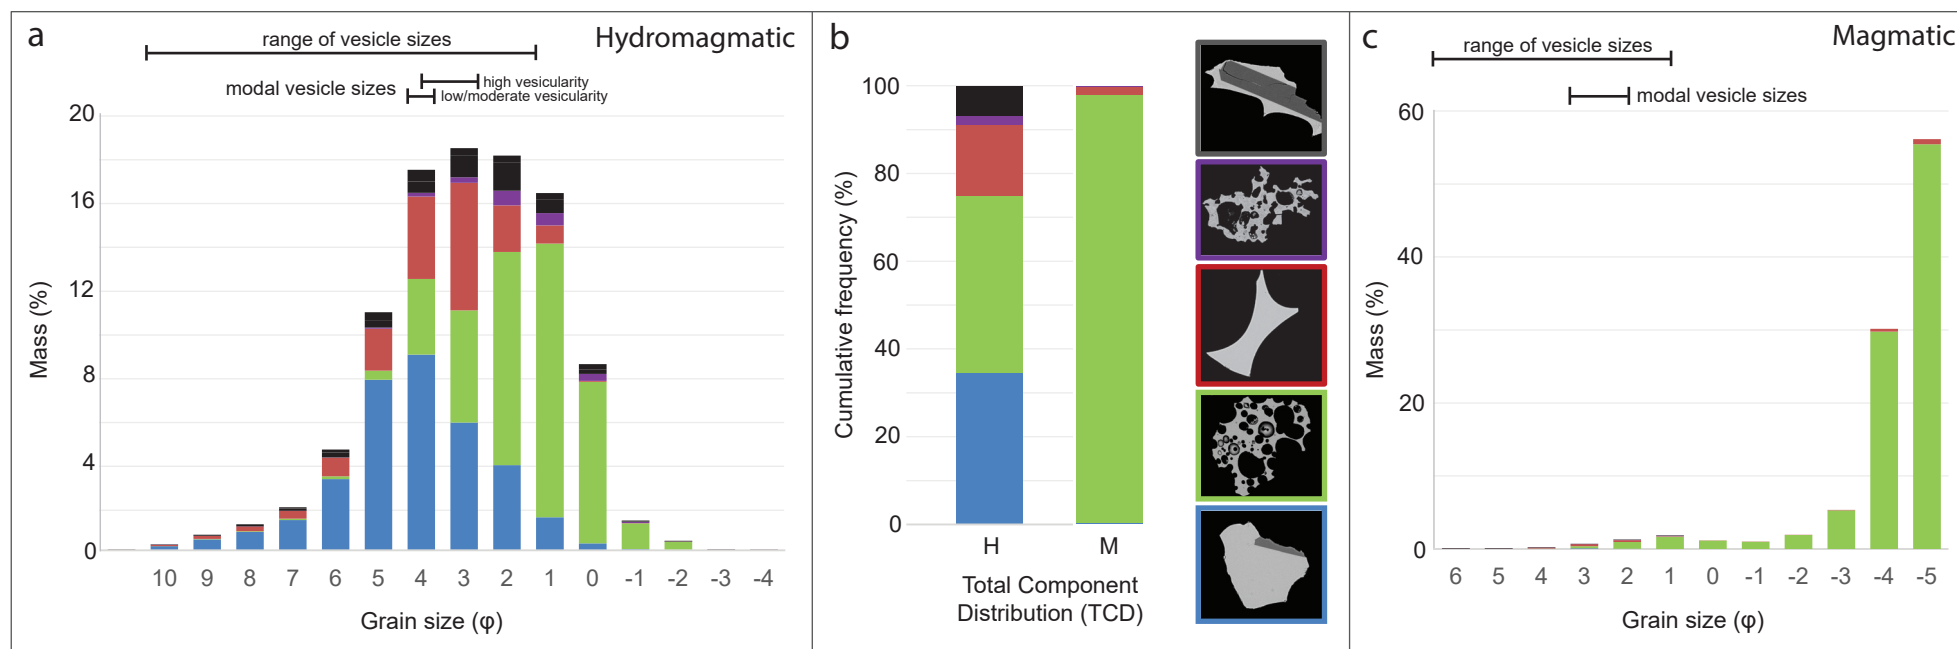 a
range of vesicle sizes
Hydromagmatic
high vesicularity
modal vesicle sizes
low/moderate vesicularity
20
16
12
8
4
0
Mass (%)
10 9 8 7 6 5 4 3 2 1 0 -1 -2 -3 -4
Grain size (φ)
b
100
80
60
40
20
0
Cumulative frequency (%)
H M
Total Component
Distribution (TCD)
c
range of vesicle sizes
Magmatic
modal vesicle sizes
60
40
20
0
Mass (%)
6 5 4 3 2 1 0 -1 -2 -3 -4 -5
Grain size (φ)